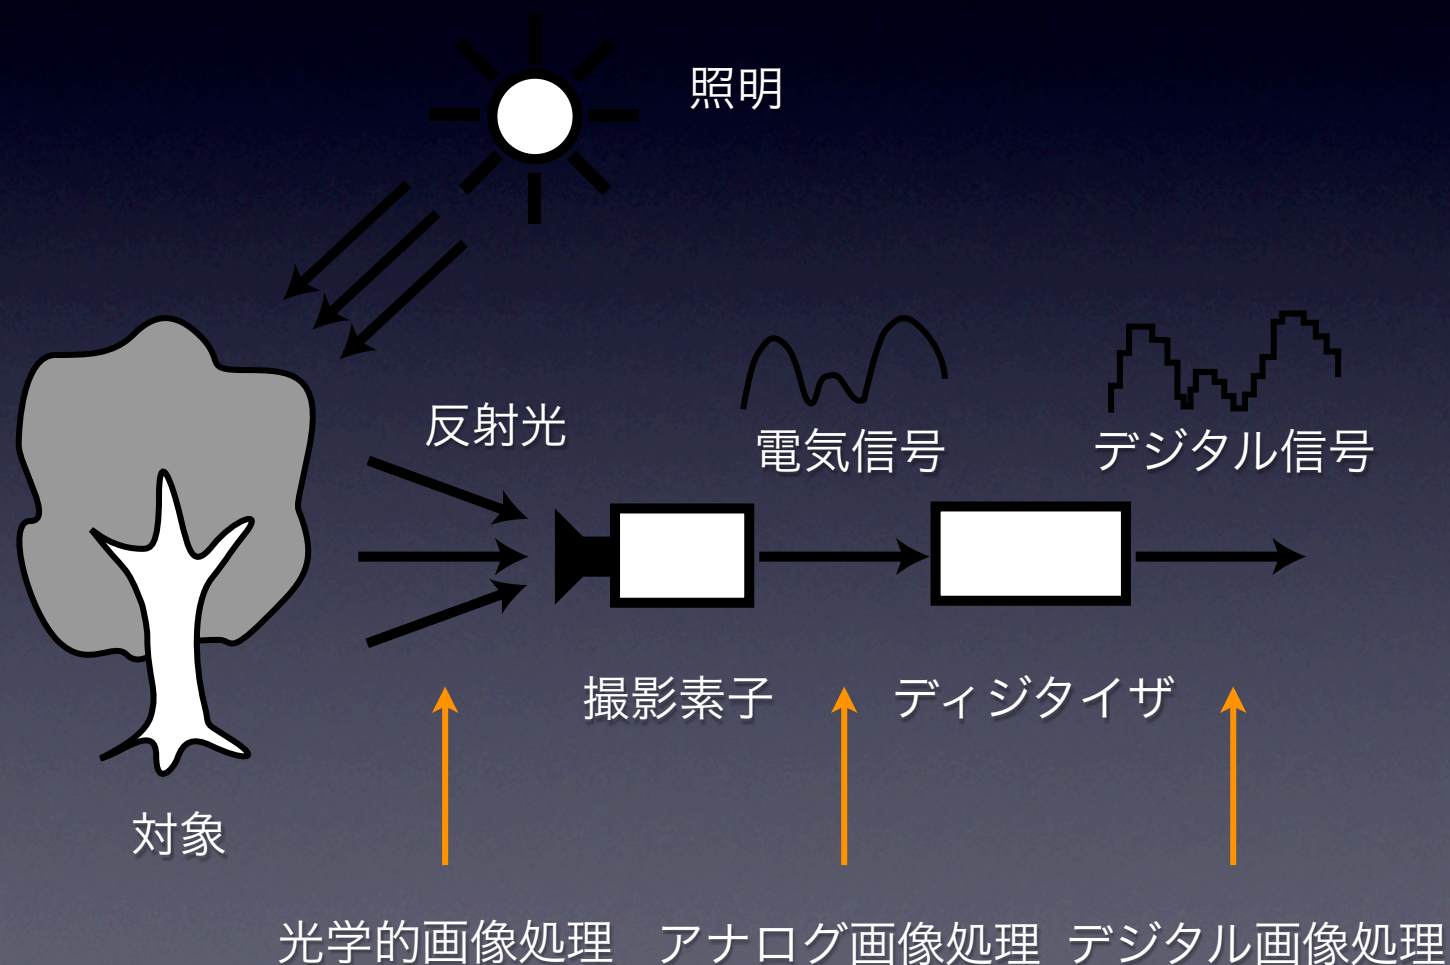 照明
反射光
電気信号
デジタル信号
撮影素子
ディジタイザ
対象
光学的画像処理
アナログ画像処理
デジタル画像処理